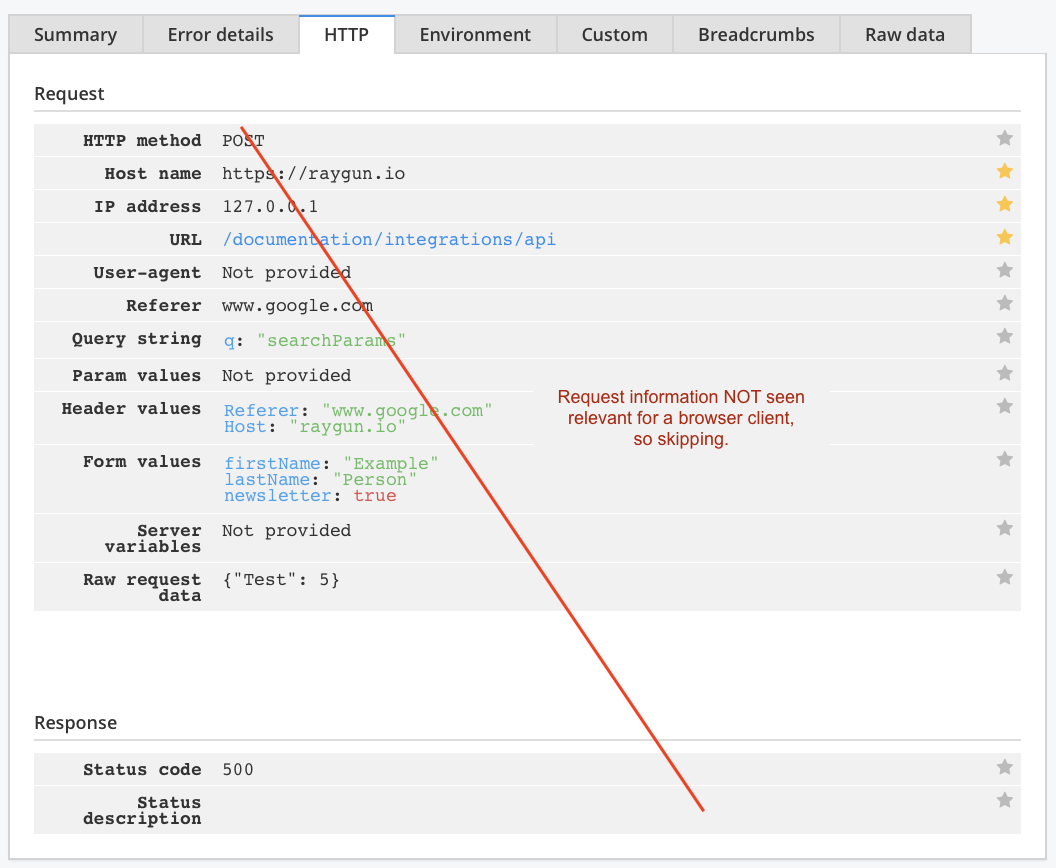 Summary Error details HTTP Environment Custom Breadcrumbs Raw data
Request
HTTP method POST
Host name https://raygun.io
IP address 127.0.0.1
URL /documentation/integrations/api
User-agent Not provided
Referer www.google.com
Query string q: "searchParams"
Param values Not provided
Header values Referer: "www.google.com"
Host: "raygun.io"
Request information NOT seen
relevant for a browser client,
so skipping.
Form values firstName: "Example"
lastName: "Person"
newsletter: true
Server Not provided
variables
Raw request {"Test": 5}
data
Response
Status code 500
Status
description